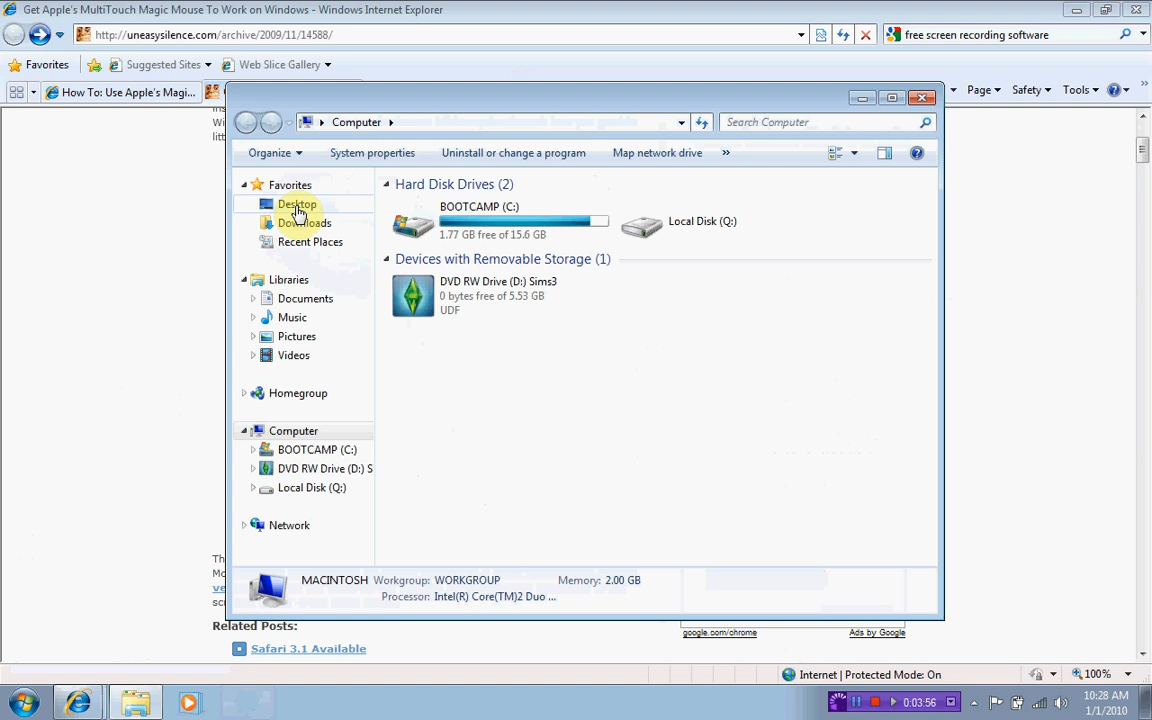 Get Apple's MultiTouch Magic Mouse To Work on Windows - Windows Internet Explorer
http://uneasysilence.com/archive/2009/11/14588/
free screen recording software
Favorites
Suggested Sites
Web Slice Gallery
How To: Use Apple's Magi...
Page
Safety
Tools
Computer
Search Computer
Organize
System properties
Uninstall or change a program
Map network drive
»
Favorites
Desktop
Downloads
Recent Places
Libraries
Documents
Music
Pictures
Videos
Homegroup
Computer
BOOTCAMP (C:)
DVD RW Drive (D:) S
Local Disk (Q:)
Network
Hard Disk Drives (2)
BOOTCAMP (C:)
1.77 GB free of 15.6 GB
Local Disk (Q:)
Devices with Removable Storage (1)
DVD RW Drive (D:) Sims3
0 bytes free of 5.53 GB
UDF
MACINTOSH Workgroup: WORKGROUP Memory: 2.00 GB
Processor: Intel(R) Core(TM)2 Duo ...
Related Posts:
Safari 3.1 Available
google.com/chrome
Ads by Google
Internet | Protected Mode: On
100%
0:03:56
10:28 AM
1/1/2010